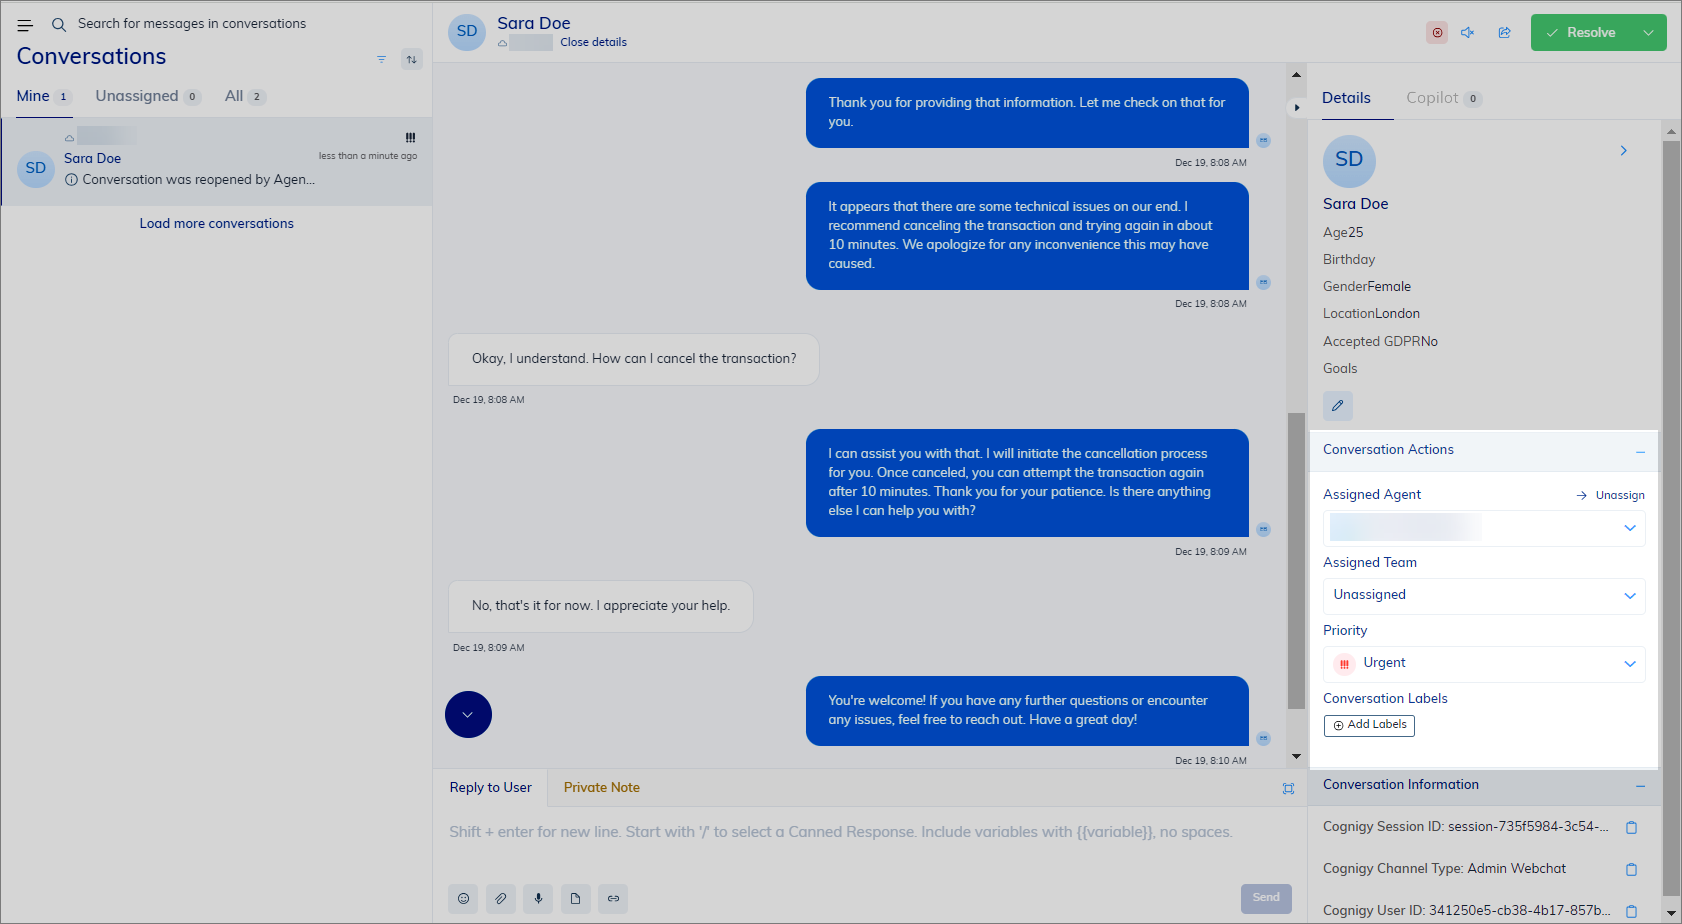 Search for messages in conversations
Conversations
Mine 1
Unassigned 0
All 2
SD
Sara Doe
less than a minute ago
Conversation was reopened by Agen...
Load more conversations
SD
Sara Doe
Close details
Resolve
Thank you for providing that information. Let me check on that for
you.
Dec 19, 8:08 AM
It appears that there are some technical issues on our end. I
recommend canceling the transaction and trying again in about
10 minutes. We apologize for any inconvenience this may have
caused.
Dec 19, 8:08 AM
Okay, I understand. How can I cancel the transaction?
Dec 19, 8:08 AM
I can assist you with that. I will initiate the cancellation process
for you. Once canceled, you can attempt the transaction again
after 10 minutes. Thank you for your patience. Is there anything
else I can help you with?
Dec 19, 8:09 AM
No, that's it for now. I appreciate your help.
Dec 19, 8:09 AM
You're welcome! If you have any further questions or encounter
any issues, feel free to reach out. Have a great day!
Dec 19, 8:10 AM
Reply to User
Private Note
Shift + enter for new line. Start with '/' to select a Canned Response. Include variables with {{variable}}, no spaces.
Send
Details
Copilot 0
SD
Sara Doe
Age25
Birthday
GenderFemale
LocationLondon
Accepted GDPRNo
Goals
Conversation Actions
Assigned Agent
Unassign
Assigned Team
Unassigned
Priority
Urgent
Conversation Labels
Add Labels
Conversation Information
Cognigy Session ID: session-735f5984-3c54-...
Cognigy Channel Type: Admin Webchat
Cognigy User ID: 341250e5-cb38-4b17-857b...